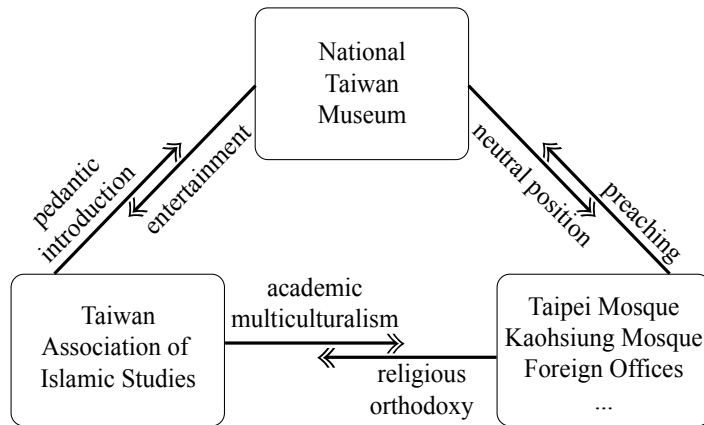 National
Taiwan
Museum
pedantic
introduction
entertainment
neutral position
preaching
Taiwan
Association of
Islamic Studies
academic
multiculturalism
religious
orthodoxy
Taipei Mosque
Kaohsiung Mosque
Foreign Offices
...